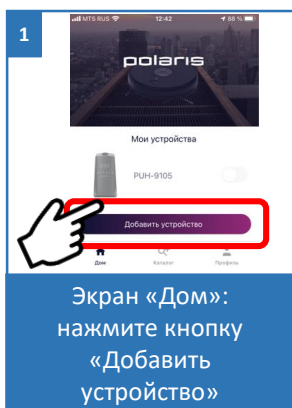 1
MTS RUS 12:42 88 %
polaris
Мои устройства
PUH-9105
Добавить устройство
Дом Каталог Профиль
Экран «Дом»:
нажмите кнопку
«Добавить
устройство»